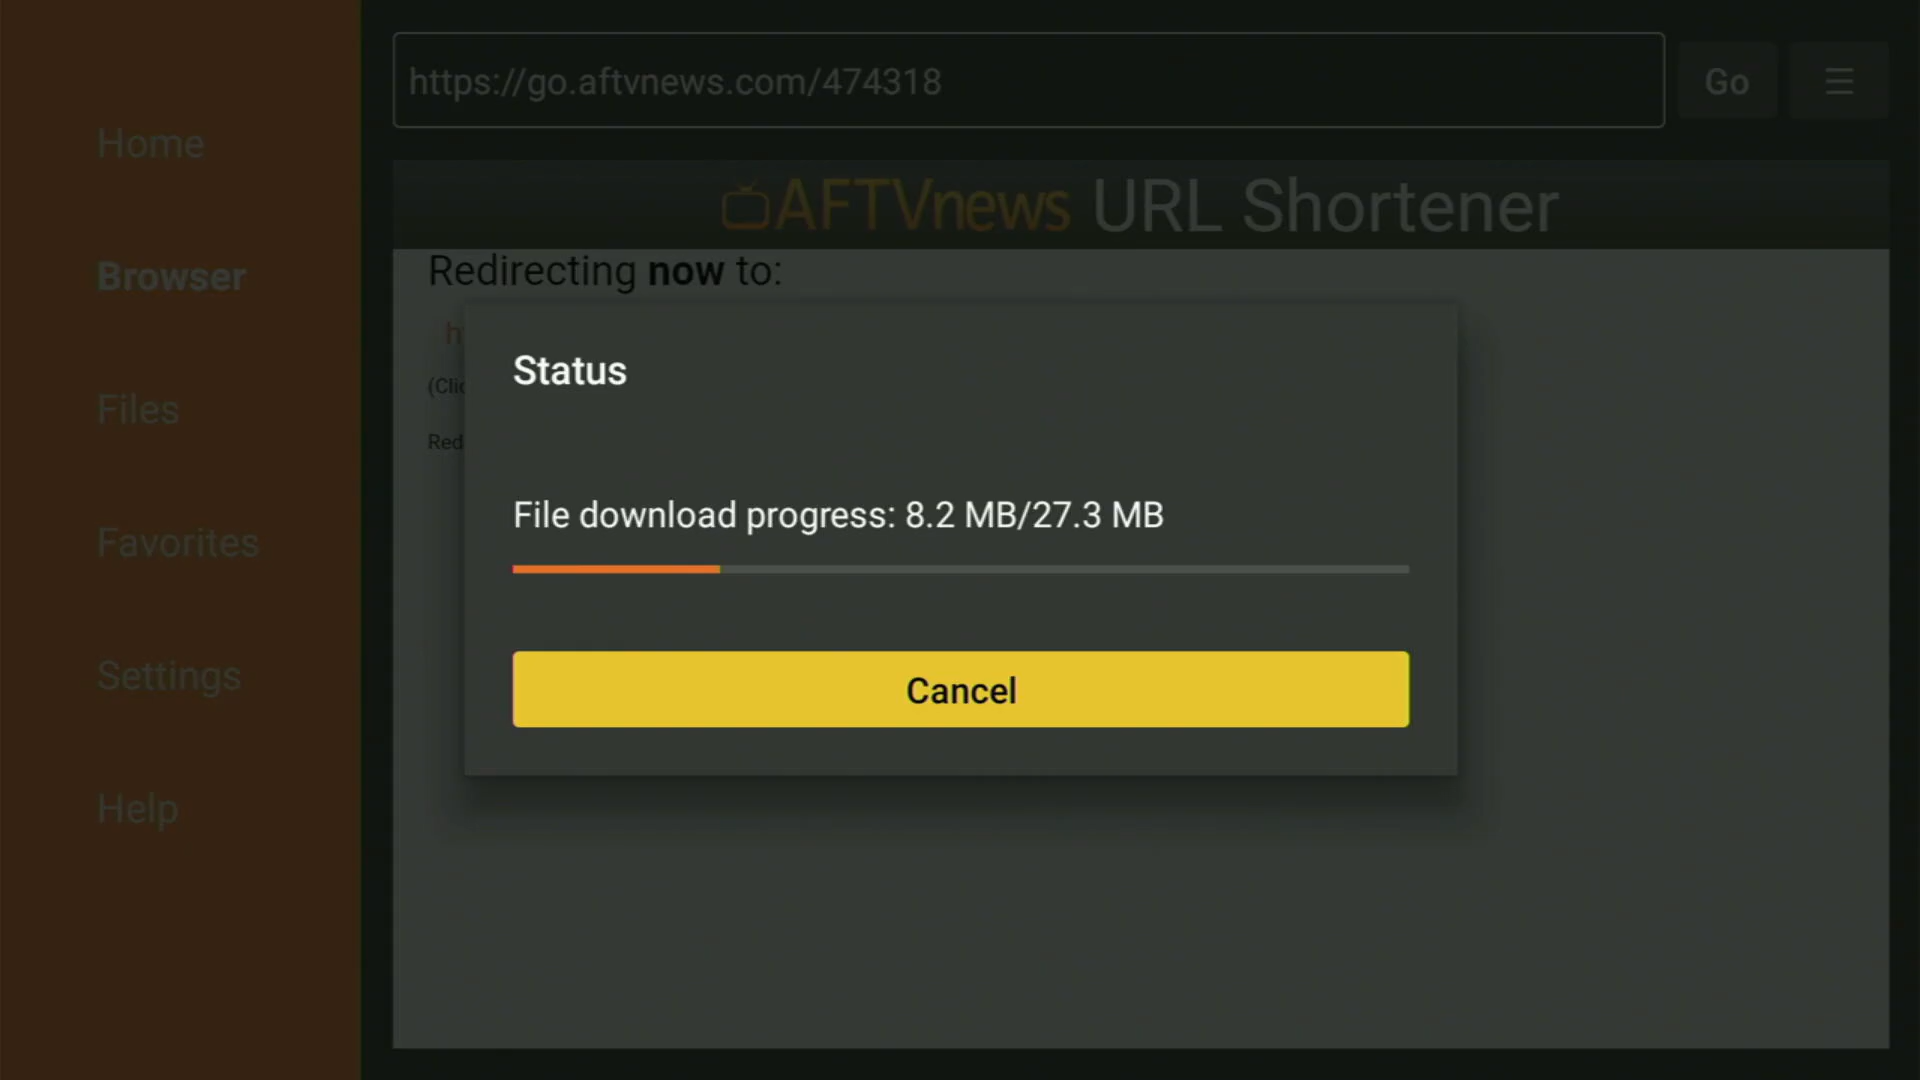 https://go.aftvnews.com/474318
Go
Home
AFTVnews URL Shortener
Browser
Redirecting now to:
Status
Files
File download progress: 8.2 MB/27.3 MB
Favorites
Cancel
Settings
Help